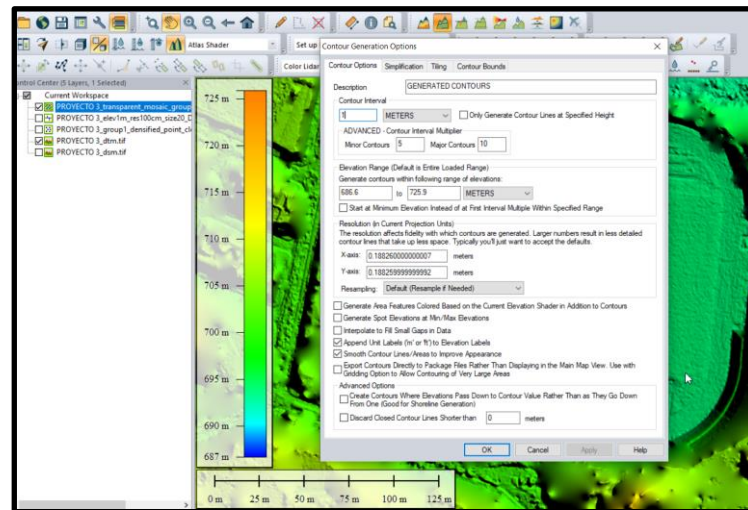 Atlas Shader
Set up
Color Lidar
Control Center (5 Layers, 1 Selected)
Current Workspace
PROYECTO 3_transparent_mosaic_group
PROYECTO 3_elev1m_res100cm_size20_D
PROYECTO 3_group1_densified_point_cl
PROYECTO 3_dtm.tif
PROYECTO 3_dsm.tif
725 m
720 m
715 m
710 m
705 m
700 m
695 m
690 m
687 m
0 m 25 m 50 m 75 m 100 m 125 m
Contour Generation Options
Contour Options Simplification Tiling Contour Bounds
Description GENERATED CONTOURS
Contour Interval
1 METERS Only Generate Contour Lines at Specified Height
ADVANCED - Contour Interval Multiplier
Minor Contours 5 Major Contours 10
Elevation Range (Default is Entire Loaded Range)
Generate contours within following range of elevations:
686.6 to 725.9 METERS
Start at Minimum Elevation Instead of at First Interval Multiple Within Specified Range
Resolution (in Current Projection Units)
The resolution affects fidelity with which contours are generated. Larger numbers result in less detailed
contour lines that take up less space. Typically you'll just want to accept the defaults.
X-axis: 0.188260000000007 meters
Y-axis: 0.188259999999992 meters
Resampling: Default (Resample if Needed)
Generate Area Features Colored Based on the Current Elevation Shader in Addition to Contours
Generate Spot Elevations at Min/Max Elevations
Interpolate to Fill Small Gaps in Data
Append Unit Labels ('m' or ft') to Elevation Labels
Smooth Contour Lines/Areas to Improve Appearance
Export Contours Directly to Package Files Rather Than Displaying in the Main Map View. Use with
Gridding Option to Allow Contouring of Very Large Areas
Advanced Options
Create Contours Where Elevations Pass Down to Contour Value Rather Than as They Go Down
From One (Good for Shoreline Generation)
Discard Closed Contour Lines Shorter than 0 meters
OK Cancel Apply Help